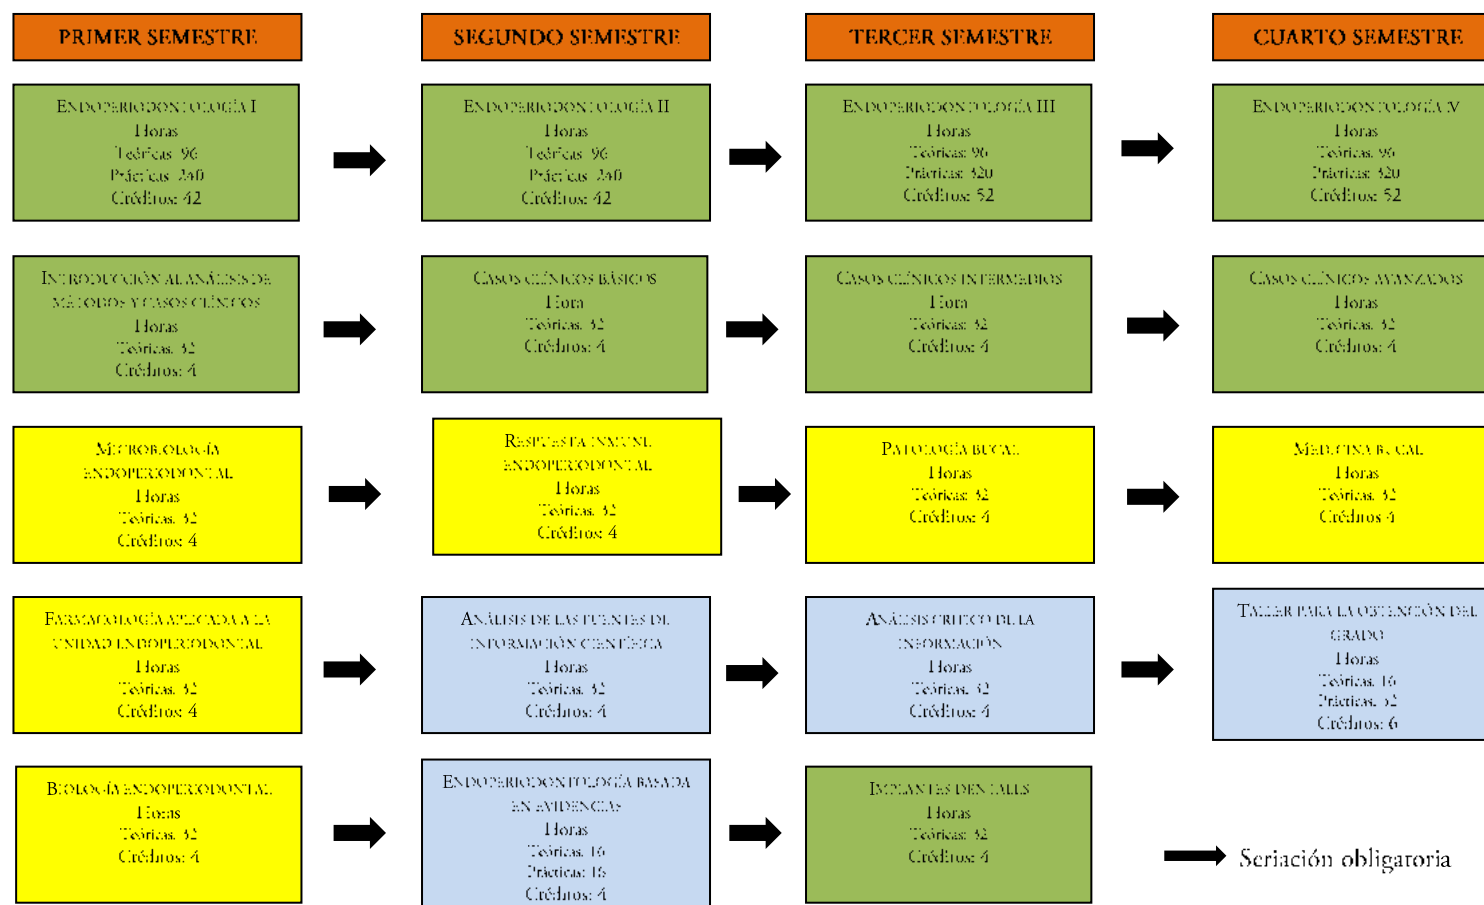 PRIMER SEMESTRE
SEGUNDO SEMESTRE
TERCER SEMESTRE
CUARTO SEMESTRE
ENDOPERIODONTOLOGÍA I
Horas
Teóricas: 96
Prácticas: 240
Créditos: 42
ENDOPERIODONTOLOGÍA II
Horas
Teóricas: 96
Prácticas: 240
Créditos: 42
ENDOPERIODONTOLOGÍA III
Horas
Teóricas: 96
Prácticas: 320
Créditos: 52
ENDOPERIODONTOLOGÍA IV
Horas
Teóricas: 96
Prácticas: 320
Créditos: 52
INTRODUCCIÓN AL ANÁLISIS DE
MÉTODOS Y CASOS CLÍNICOS
Horas
Teóricas: 32
Créditos: 4
CASOS CLÍNICOS BÁSICOS
Hora
Teóricas: 32
Créditos: 4
CASOS CLÍNICOS INTERMEDIOS
Hora
Teóricas: 32
Créditos: 4
CASOS CLÍNICOS AVANZADOS
Horas
Teóricas: 32
Créditos: 4
MICROBIOLOGÍA
ENDOPERIODONTAL
Horas
Teóricas: 32
Créditos: 4
RESPUESTA INMUNE
ENDOPERIODONTAL
Horas
Teóricas: 32
Créditos: 4
PATOLOGÍA BUCAL
Horas
Teóricas: 32
Créditos: 4
MEDICINA BUCAL
Horas
Teóricas: 32
Créditos 4
FARMACOLOGÍA APLICADA A LA
UNIDAD ENDOPERIODONTAL
Horas
Teóricas: 32
Créditos: 4
ANÁLISIS DE LAS FUENTES DE
INFORMACIÓN CIENTÍFICA
Horas
Teóricas: 32
Créditos: 4
ANÁLISIS CRITICO DE LA
INFORMACIÓN
Horas
Teóricas: 32
Créditos: 4
TALLER PARA LA OBTENCIÓN DEL
GRADO
Horas
Teóricas: 16
Prácticas: 32
Créditos: 6
BIOLOGÍA ENDOPERIODONTAL
Horas
Teóricas: 32
Créditos: 4
ENDOPERIODONTOLOGÍA BASADA
EN EVIDENCIAS
Horas
Teóricas: 16
Prácticas: 16
Créditos: 4
IMPLANTES DENTALES
Horas
Teóricas: 32
Créditos: 4
Seriación obligatoria